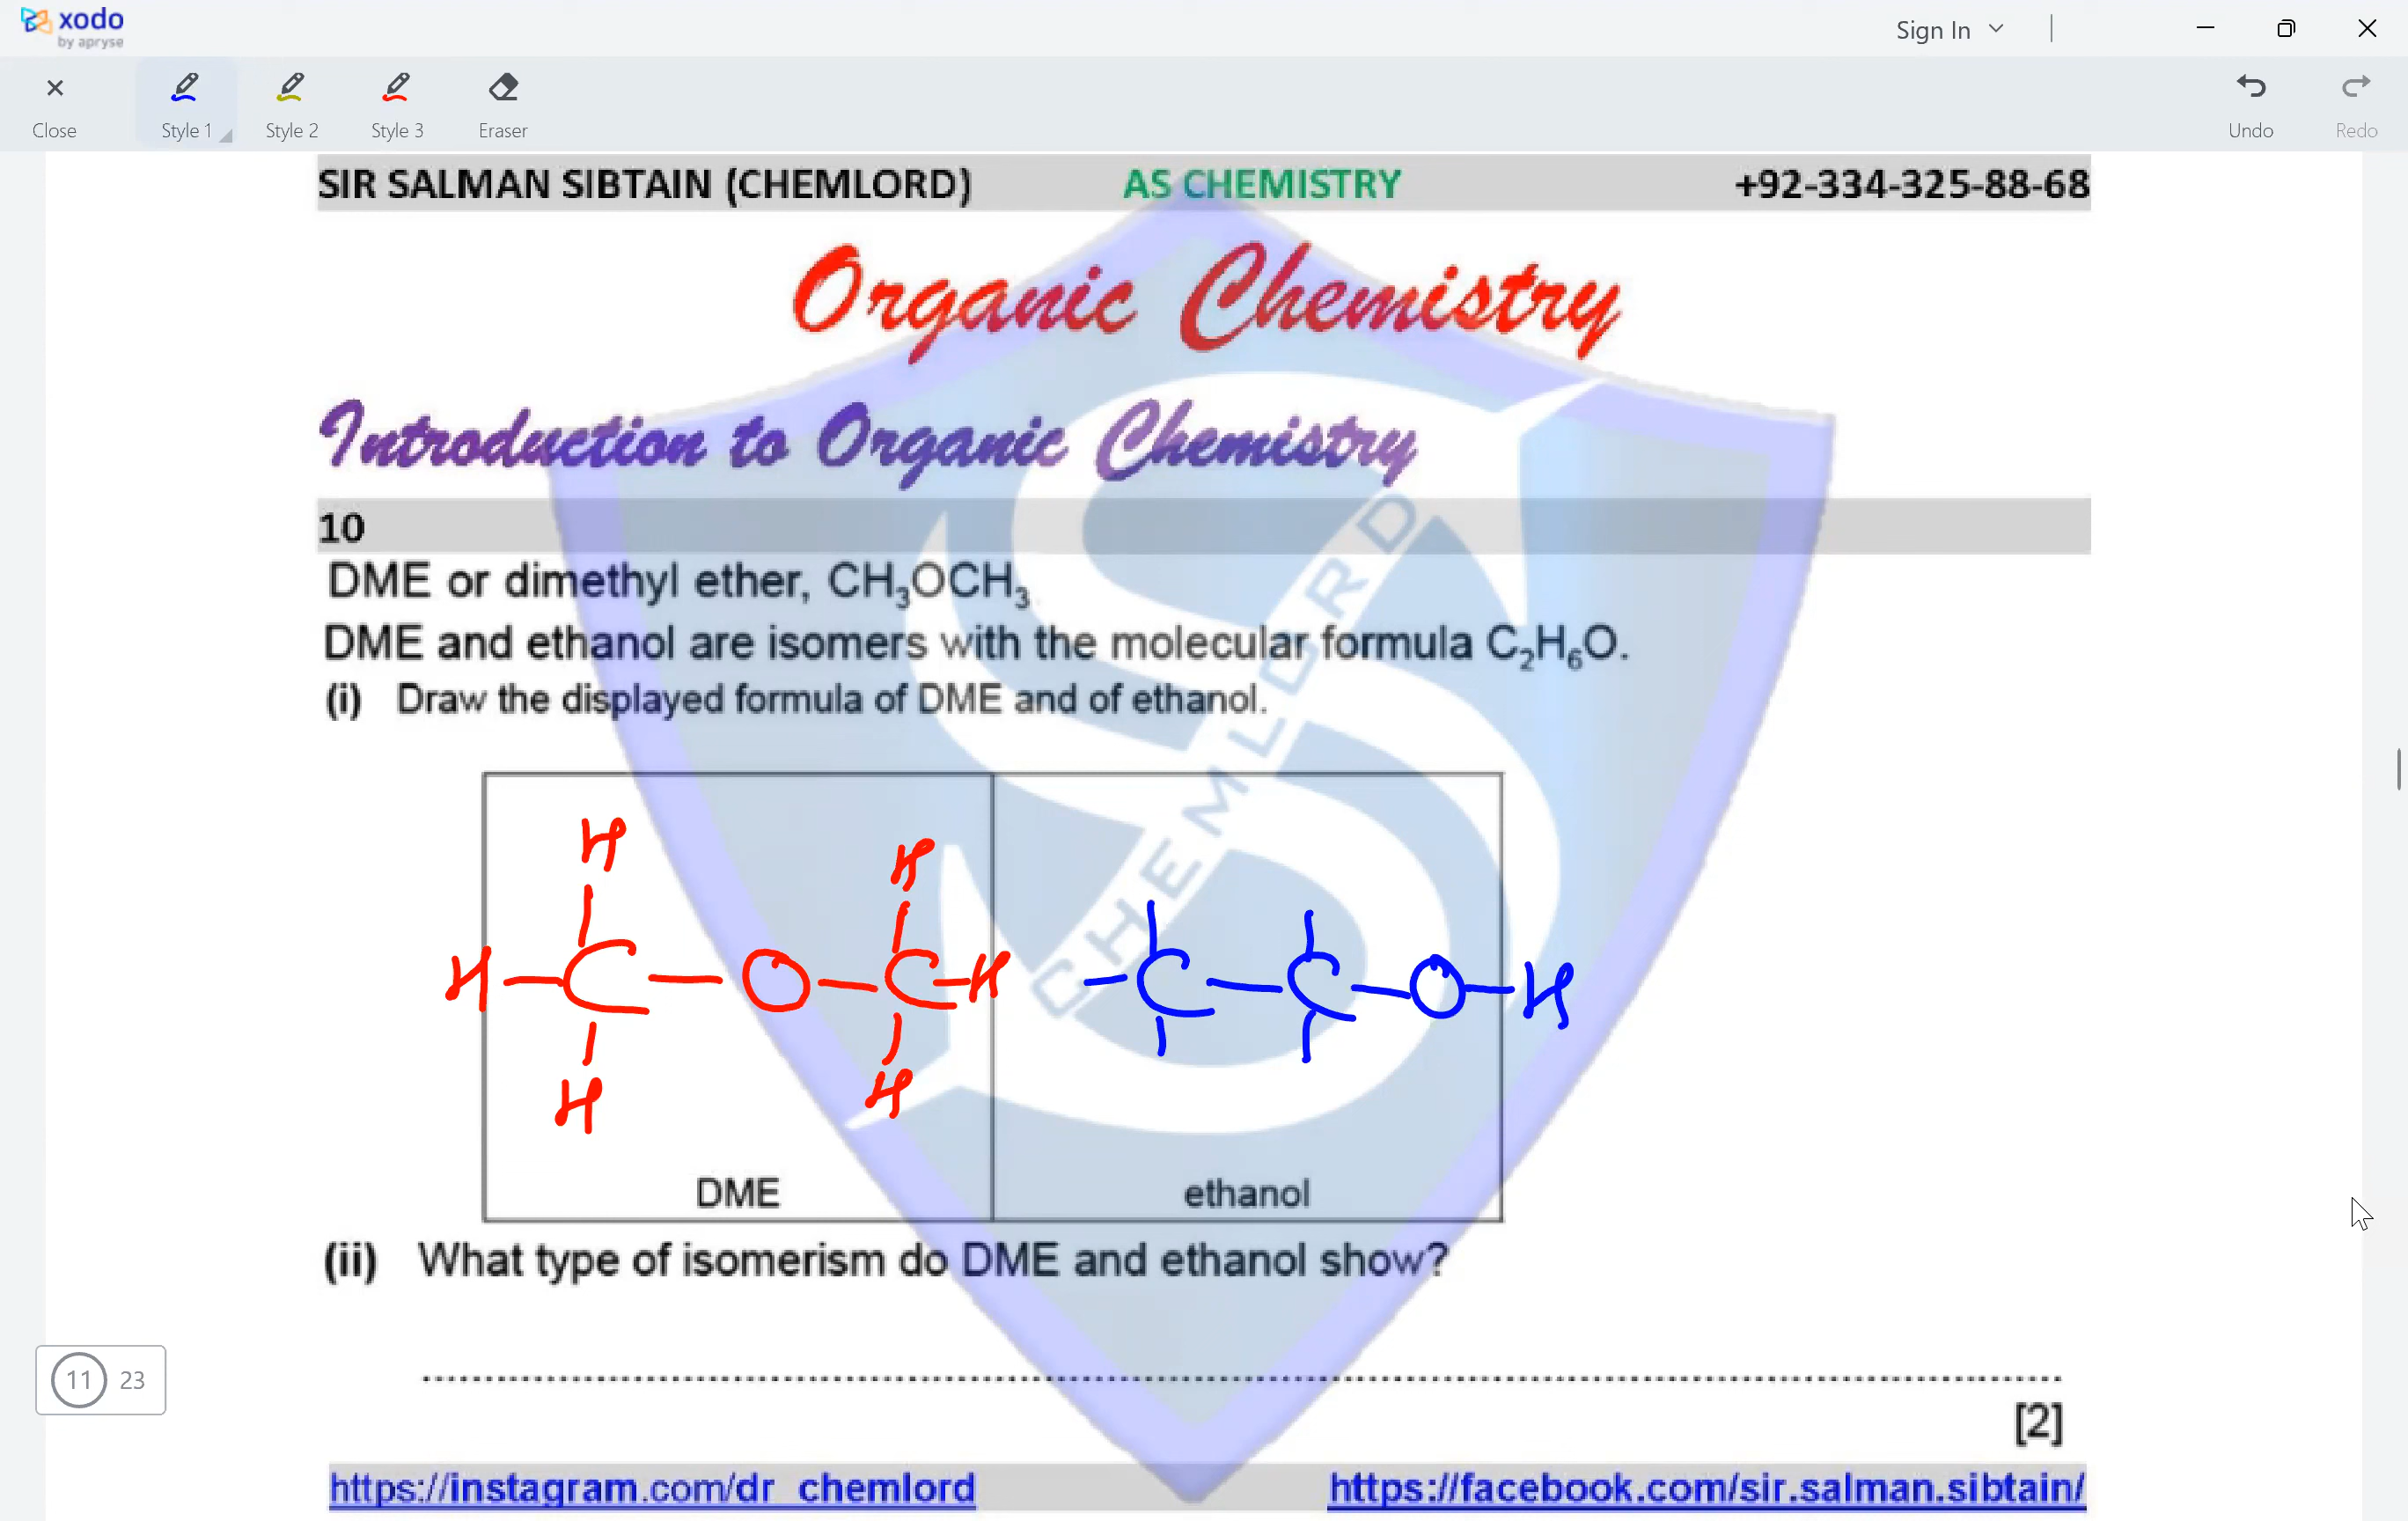 xodo
by apryse
Sign In
Close
Style 1
Style 2
Style 3
Eraser
Undo
Redo
SIR SALMAN SIBTAIN (CHEMLORD) AS CHEMISTRY +92-334-325-88-68
Organic Chemistry
Introduction to Organic Chemistry
10
DME or dimethyl ether, CH₃OCH₃
DME and ethanol are isomers with the molecular formula C₂H₆O.
(i) Draw the displayed formula of DME and of ethanol.
CHEMLORD
H H
H–C–O–C–H –C–C–O–H
H H
DME ethanol
(ii) What type of isomerism do DME and ethanol show?
11 23
[2]
https://instagram.com/dr_chemlord https://facebook.com/sir.salman.sibtain/